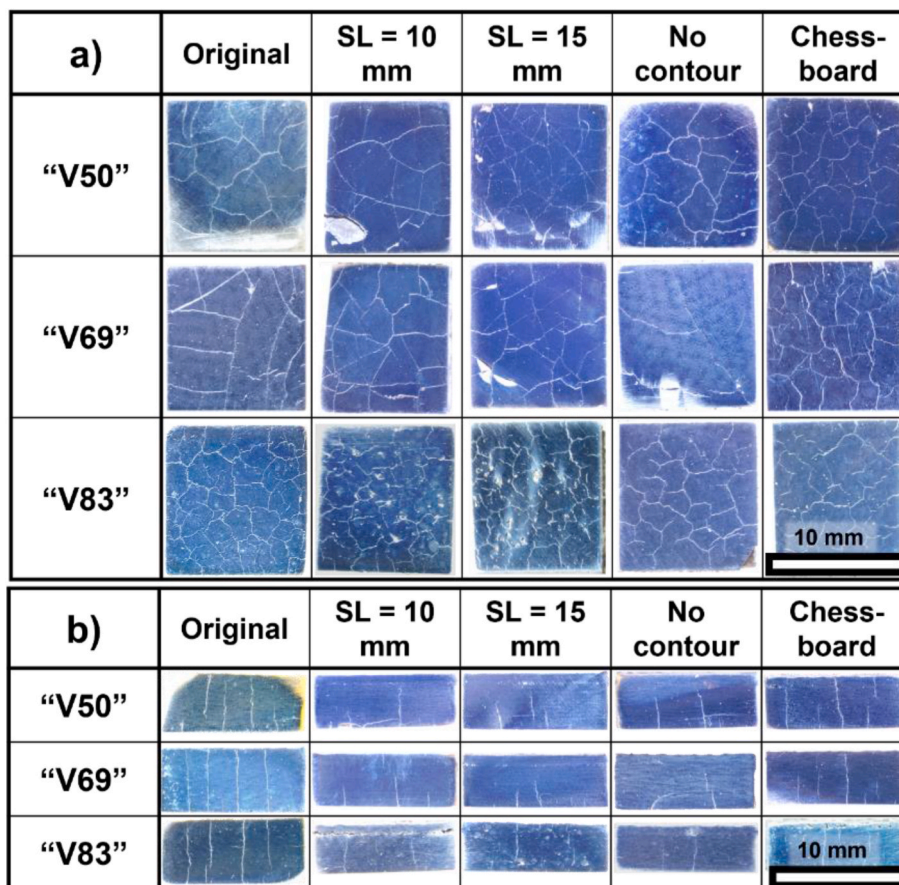 a) Original SL = 10 mm SL = 15 mm No contour Chess-board
“V50”
“V69”
“V83”
10 mm
b) Original SL = 10 mm SL = 15 mm No contour Chess-board
“V50”
“V69”
“V83”
10 mm